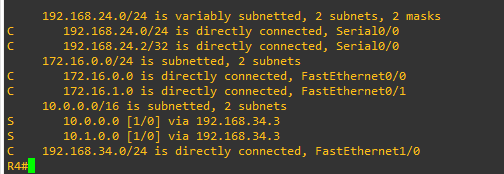 192.168.24.0/24 is variably subnetted, 2 subnets, 2 masks
C 192.168.24.0/24 is directly connected, Serial0/0
C 192.168.24.2/32 is directly connected, Serial0/0
172.16.0.0/24 is subnetted, 2 subnets
C 172.16.0.0 is directly connected, FastEthernet0/0
C 172.16.1.0 is directly connected, FastEthernet0/1
10.0.0.0/16 is subnetted, 2 subnets
S 10.0.0.0 [1/0] via 192.168.34.3
S 10.1.0.0 [1/0] via 192.168.34.3
C 192.168.34.0/24 is directly connected, FastEthernet1/0
R4#